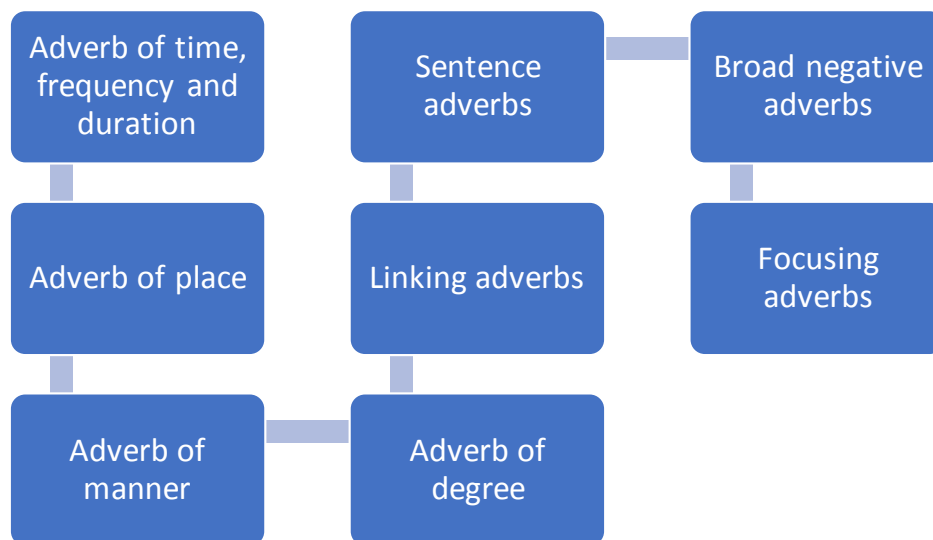 Adverb of time,
frequency and
duration
Adverb of place
Adverb of
manner
Adverb of
degree
Linking adverbs
Sentence
adverbs
Broad negative
adverbs
Focusing
adverbs